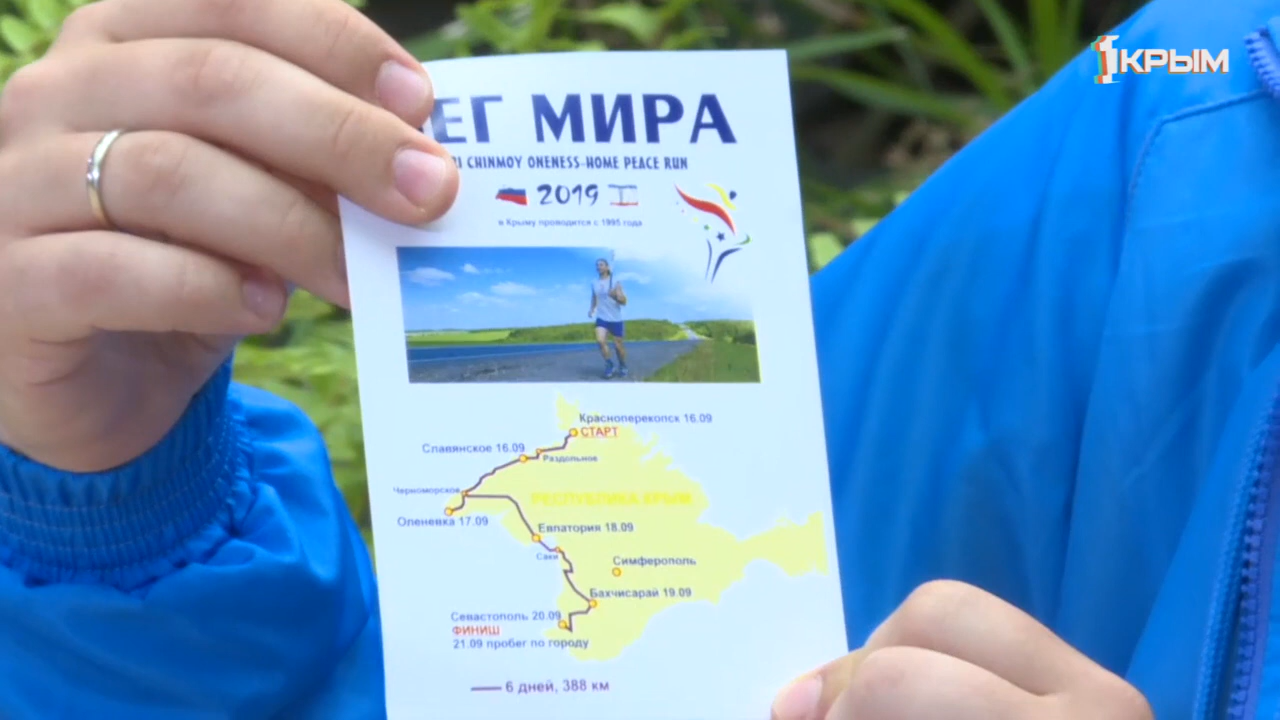 1КРЫМ
ЕГ МИРА
RI CHINMOY ONENESS-HOME PEACE RUN
2019
в Крыму проводится с 1995 года
Красноперекопск 16.09
СТАРТ
Славянское 16.09
Раздольное
Черноморское
РЕСПУБЛИКА КРЫМ
Оленевка 17.09
Евпатория 18.09
Саки
Симферополь
Бахчисарай 19.09
Севастополь 20.09
ФИНИШ
21.09 пробег по городу
6 дней, 388 км